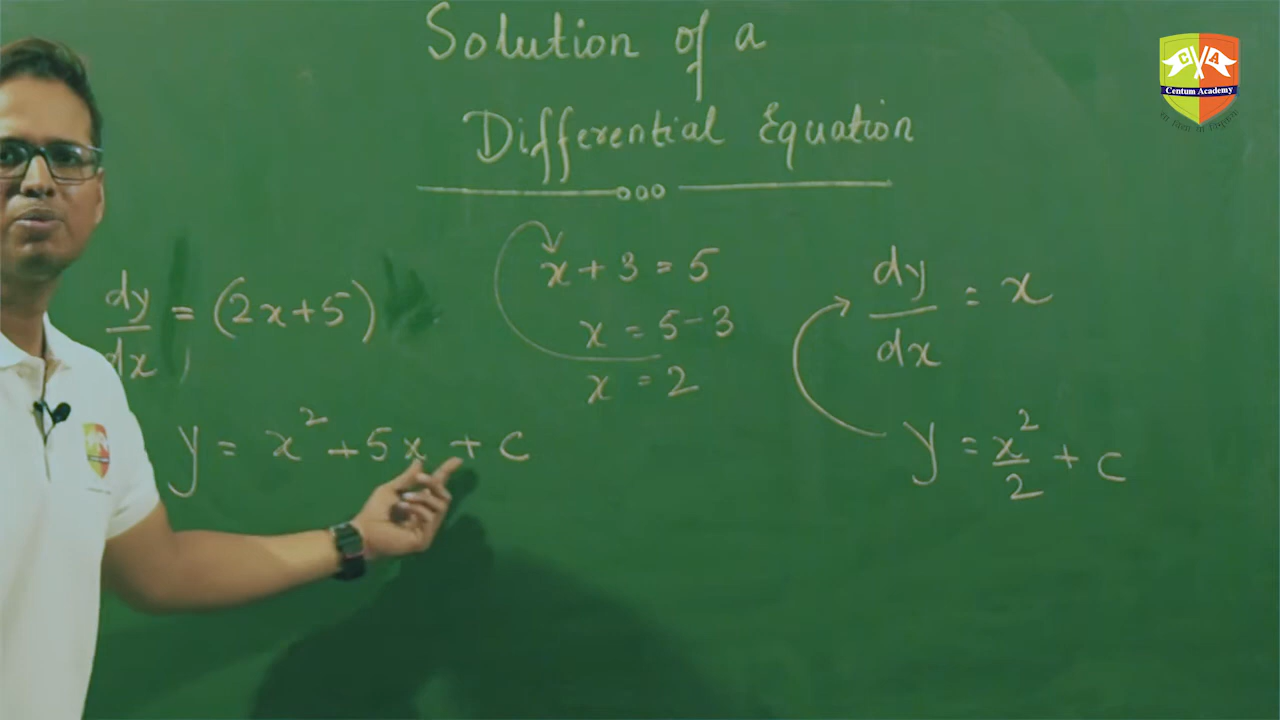 Solution of a
Differential Equation
dy/dx = (2x+5)
y = x² + 5x + c
x + 3 = 5
x = 5 - 3
x = 2
dy/dx = x
y = x²/2 + c
C A
Centum Academy